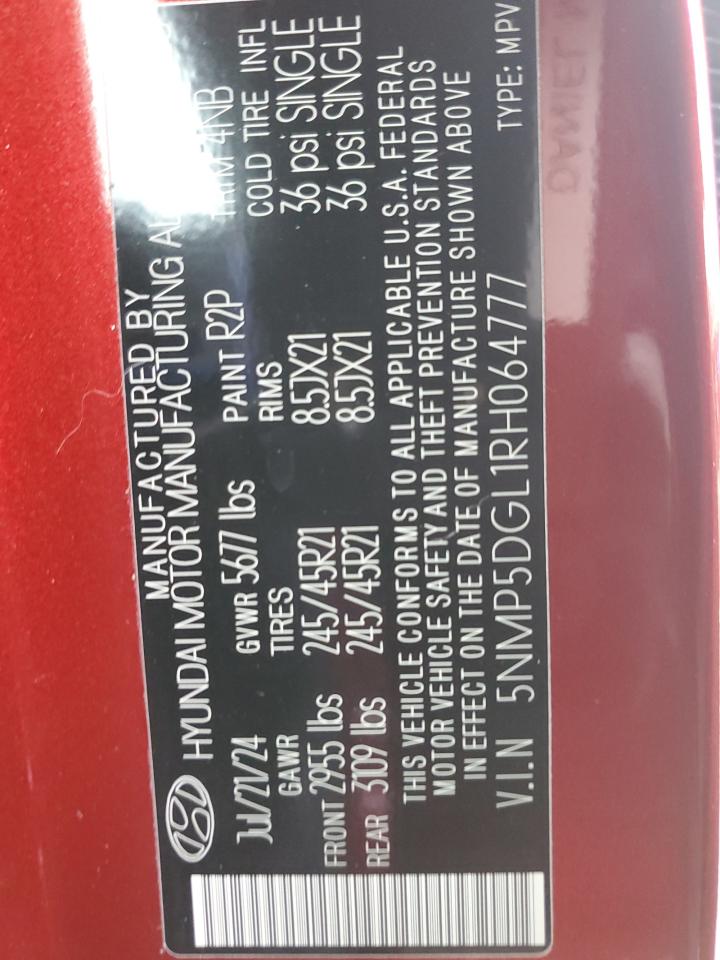 MANUFACTURED BY
HYUNDAI MOTOR MANUFACTURING AL
Jul/21/24 GVWR 5677 lbs PAINT R2P TRIM 4NB
GAWR TIRES RIMS COLD TIRE INFL
FRONT 2955 lbs 245/45R21 8.5JX21 36 psi SINGLE
REAR 3109 lbs 245/45R21 8.5JX21 36 psi SINGLE
THIS VEHICLE CONFORMS TO ALL APPLICABLE U.S.A. FEDERAL
MOTOR VEHICLE SAFETY AND THEFT PREVENTION STANDARDS
IN EFFECT ON THE DATE OF MANUFACTURE SHOWN ABOVE
V.I.N 5NMP5DGL1RH064777 TYPE: MPV